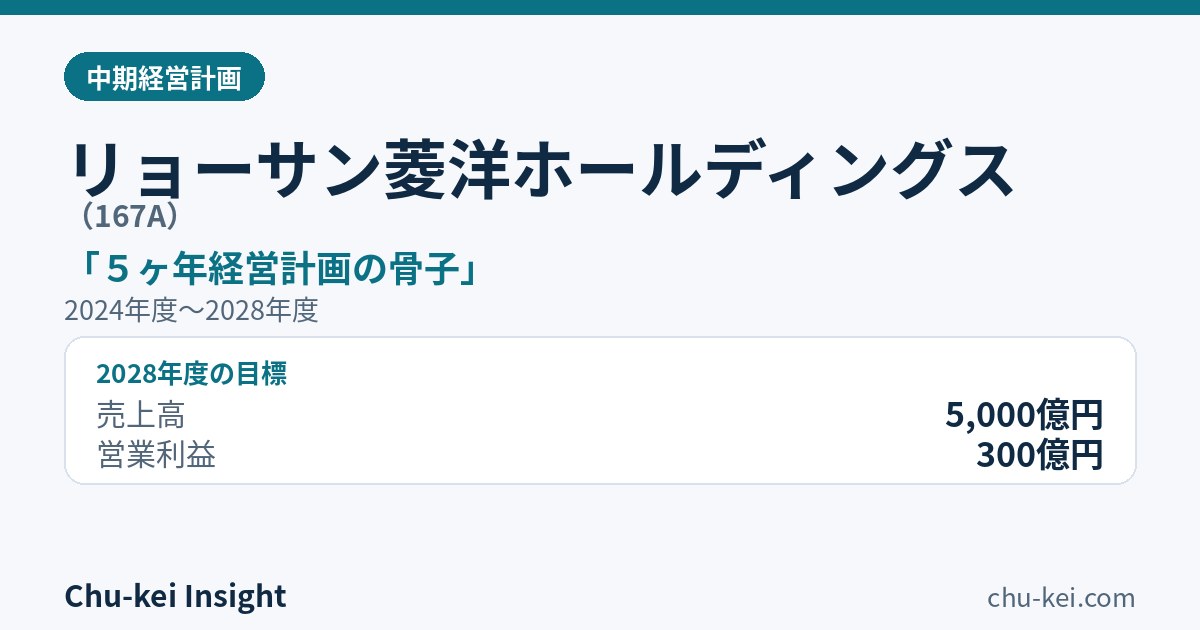 中期経営計画
リョーサン菱洋ホールディングス
（167A）
「５ヶ年経営計画の骨子」
2024年度〜2028年度
2028年度の目標
売上高 5,000億円
営業利益 300億円
Chu-kei Insight chu-kei.com